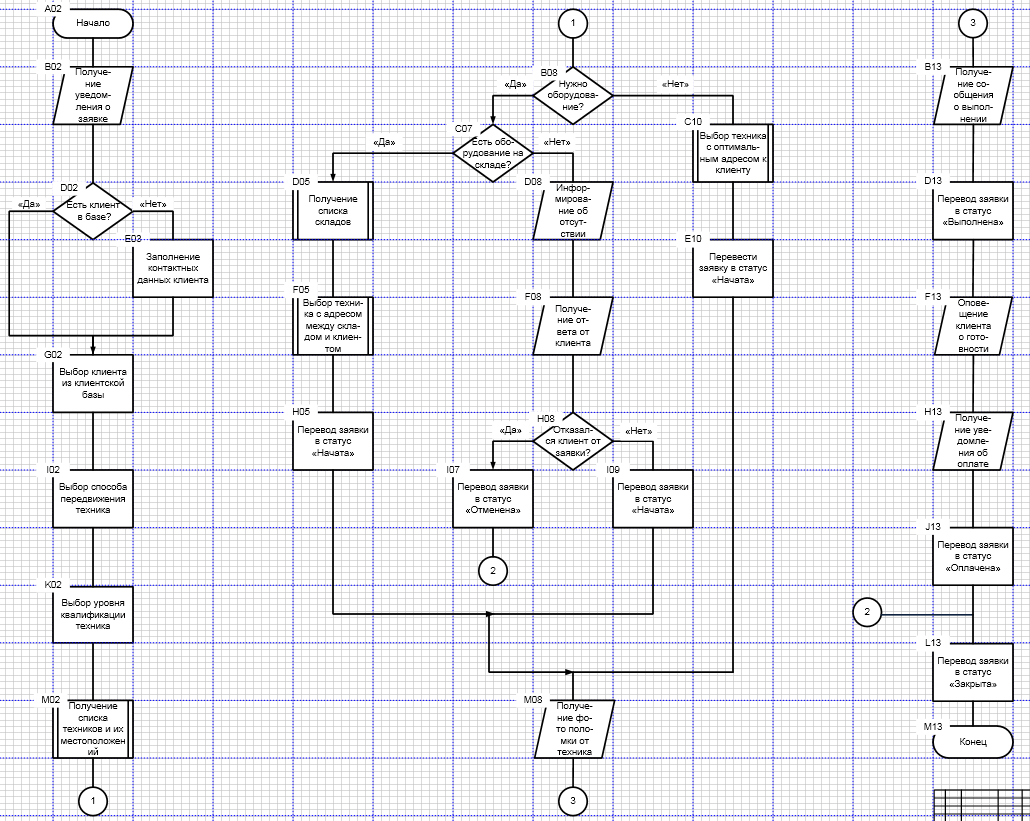 A02
Начало
B02
Получе-
ние
уведом-
ления о
заявке
D02
Есть клиент
в базе?
«Да»
«Нет»
E03
Заполнение
контактных
данных клиента
G02
Выбор клиента
из клиентской
базы
I02
Выбор способа
передвижения
техника
K02
Выбор уровня
квалификации
техника
M02
Получение
списка
техников и их
местоположен
ий
1
1
B08
Нужно
оборудова-
ние?
«Да»
«Нет»
C07
Есть обо-
рудование на
складе?
«Да»
«Нет»
C10
Выбор техника
с оптималь-
ным адресом к
клиенту
D05
Получение
списка
складов
D08
Инфор-
мирова-
ние об
отсут-
ствии
E10
Перевести
заявку в статус
«Начата»
F05
Выбор техни-
ка с адресом
между скла-
дом и клиен-
том
F08
Получе-
ние от-
вета от
клиента
H05
Перевод заявки
в статус
«Начата»
H08
Отказал-
ся клиент от
заявки?
«Да»
«Нет»
I07
Перевод заявки
в статус
«Отменена»
I09
Перевод заявки
в статус
«Начата»
2
M08
Получе-
ние фо-
то поло-
мки от
техника
3
3
B13
Получе-
ние со-
общения
о выпол-
нении
D13
Перевод заявки
в статус
«Выполнена»
F13
Опове-
щение
клиента
о гото-
вности
H13
Получе-
ние уве-
домле-
ния об
оплате
J13
Перевод заявки
в статус
«Оплачена»
2
L13
Перевод заявки
в статус
«Закрыта»
M13
Конец